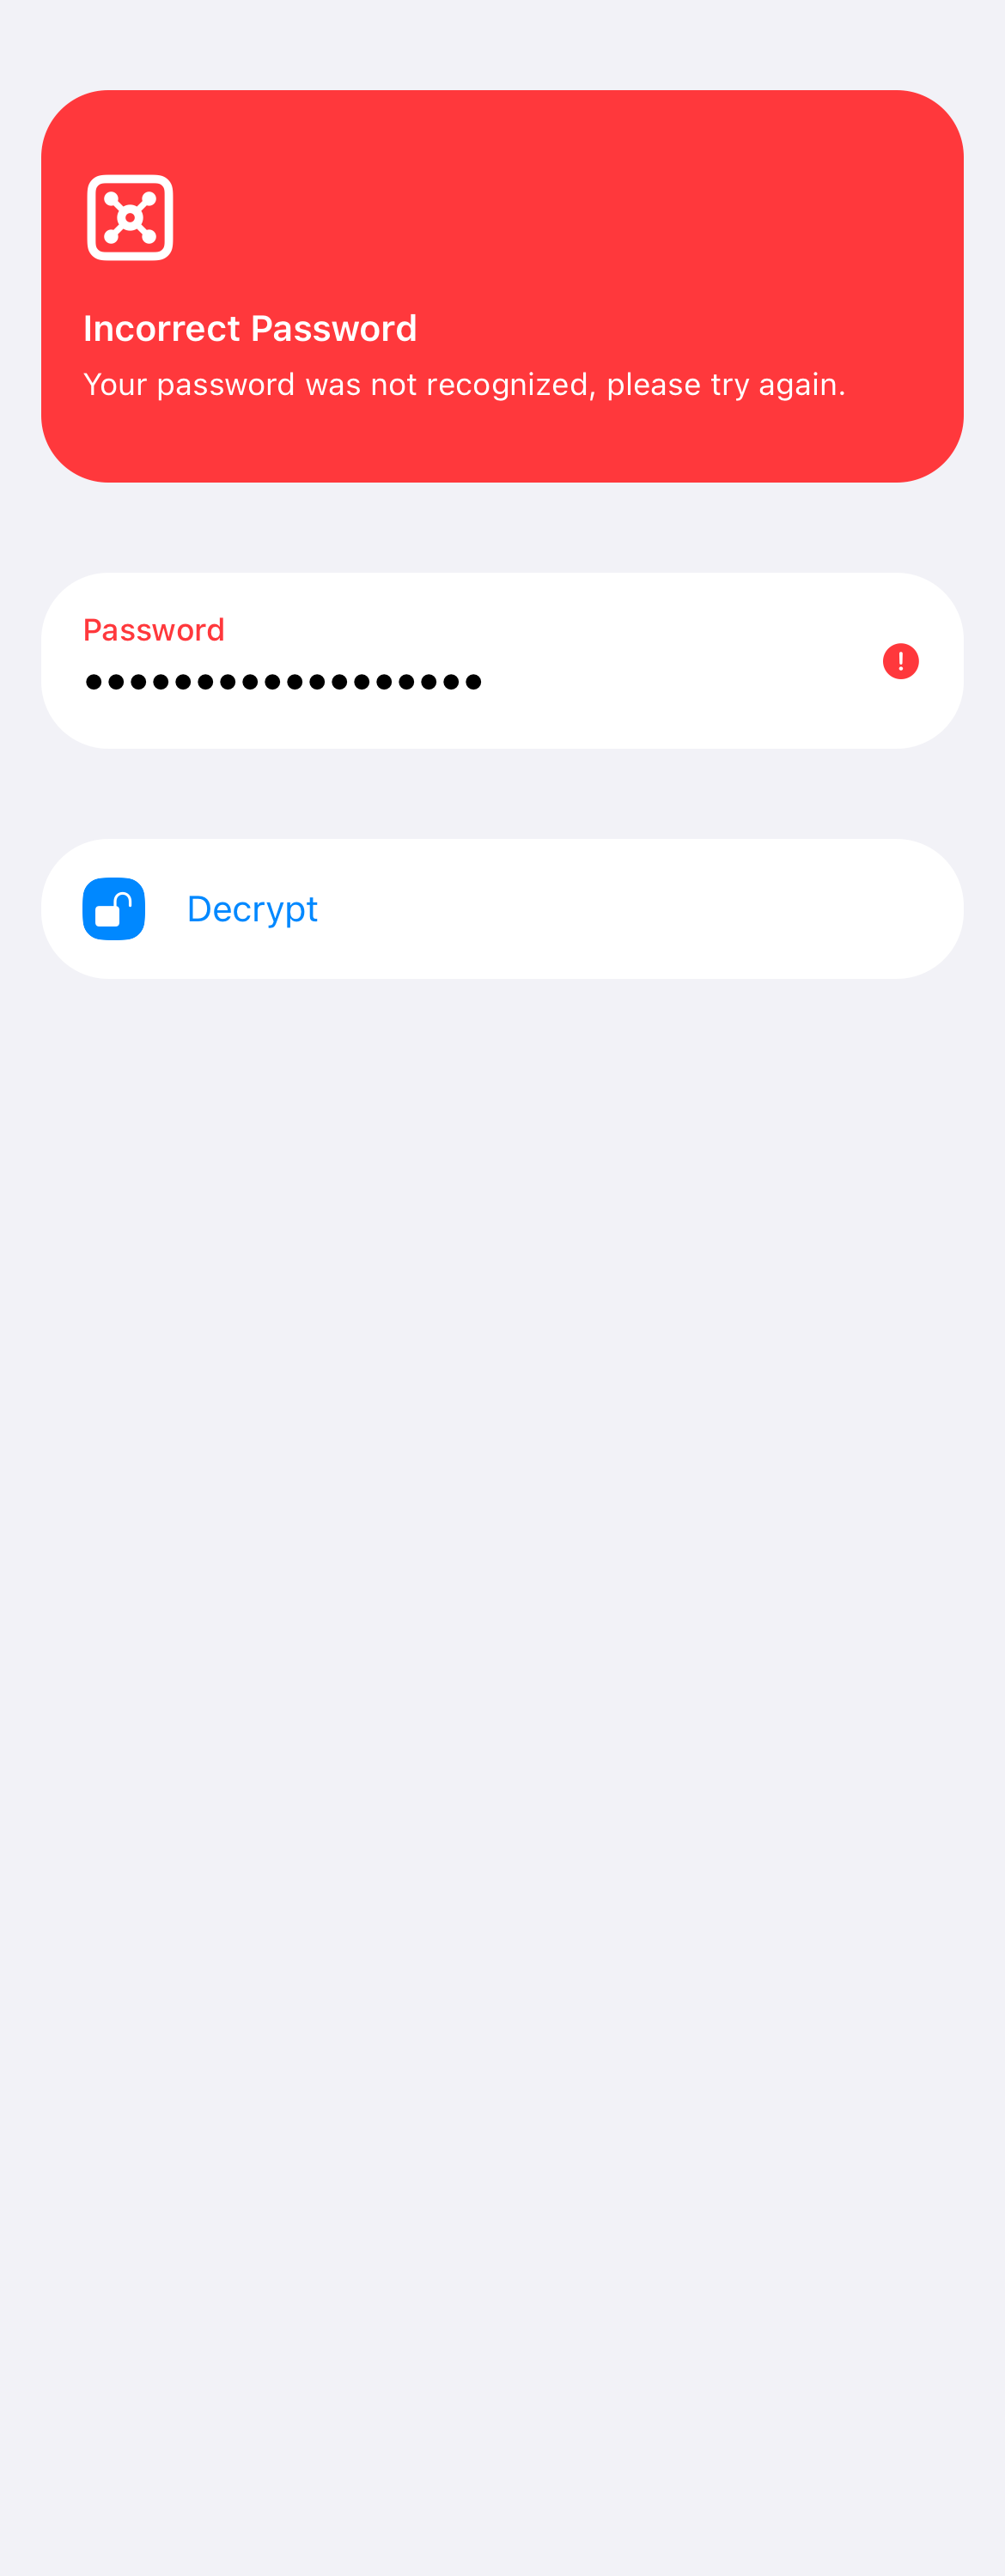 Incorrect Password
Your password was not recognized, please try again.
Password
••••••••••••••••••
Decrypt